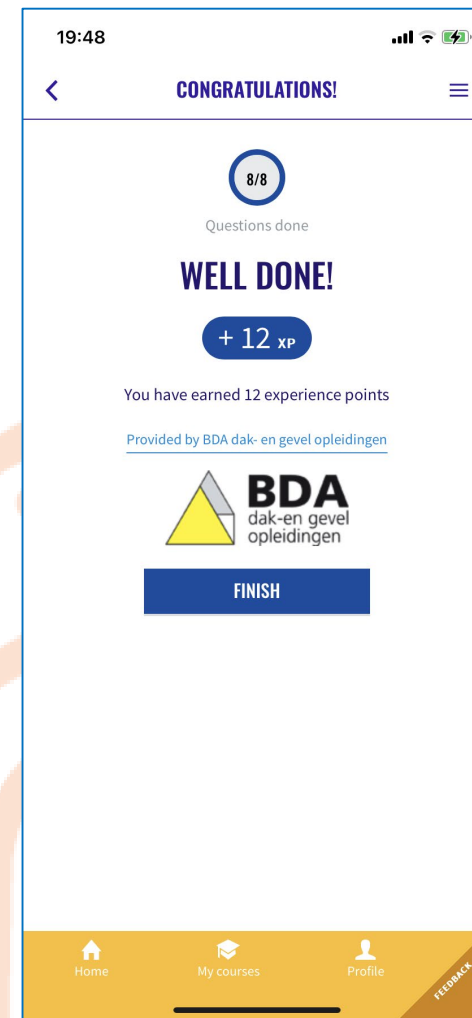 19:48
CONGRATULATIONS!
8/8
Questions done
WELL DONE!
+ 12 XP
You have earned 12 experience points
Provided by BDA dak- en gevel opleidingen
BDA
dak-en gevel
opleidingen
FINISH
Home
My courses
Profile
FEEDBACK